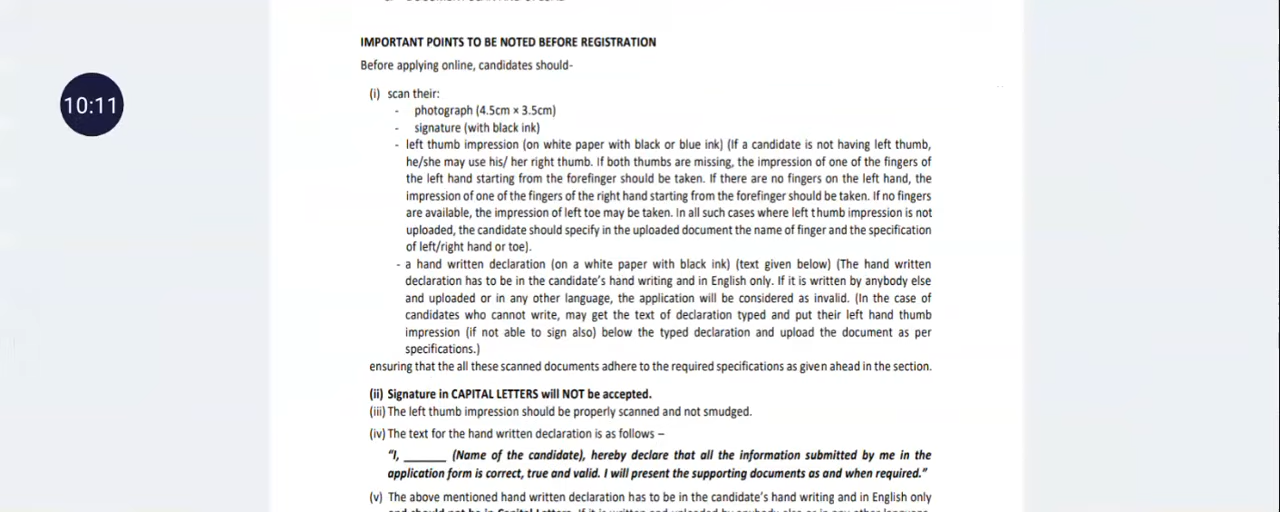 IMPORTANT POINTS TO BE NOTED BEFORE REGISTRATION
Before applying online, candidates should-
10:11
(i) scan their:
- photograph (4.5cm × 3.5cm)
- signature (with black ink)
- left thumb impression (on white paper with black or blue ink) (If a candidate is not having left thumb,
he/she may use his/ her right thumb. If both thumbs are missing, the impression of one of the fingers of
the left hand starting from the forefinger should be taken. If there are no fingers on the left hand, the
impression of one of the fingers of the right hand starting from the forefinger should be taken. If no fingers
are available, the impression of left toe may be taken. In all such cases where left thumb impression is not
uploaded, the candidate should specify in the uploaded document the name of finger and the specification
of left/right hand or toe).
- a hand written declaration (on a white paper with black ink) (text given below) (The hand written
declaration has to be in the candidate's hand writing and in English only. If it is written by anybody else
and uploaded or in any other language, the application will be considered as invalid. (In the case of
candidates who cannot write, may get the text of declaration typed and put their left hand thumb
impression (if not able to sign also) below the typed declaration and upload the document as per
specifications.)
ensuring that the all these scanned documents adhere to the required specifications as given ahead in the section.
(ii) Signature in CAPITAL LETTERS will NOT be accepted.
(iii) The left thumb impression should be properly scanned and not smudged.
(iv) The text for the hand written declaration is as follows –
"I, _______ (Name of the candidate), hereby declare that all the information submitted by me in the
application form is correct, true and valid. I will present the supporting documents as and when required."
(v) The above mentioned hand written declaration has to be in the candidate's hand writing and in English only